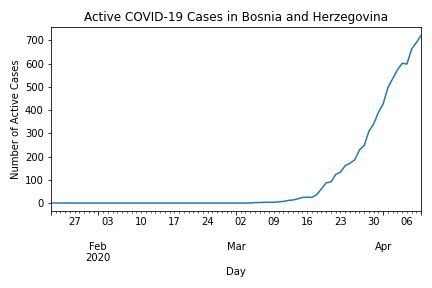 Active COVID-19 Cases in Bosnia and Herzegovina
Number of Active Cases
700
600
500
400
300
200
100
0
27 03 10 17 24 02 09 16 23 30 06
Feb Mar Apr
2020
Day